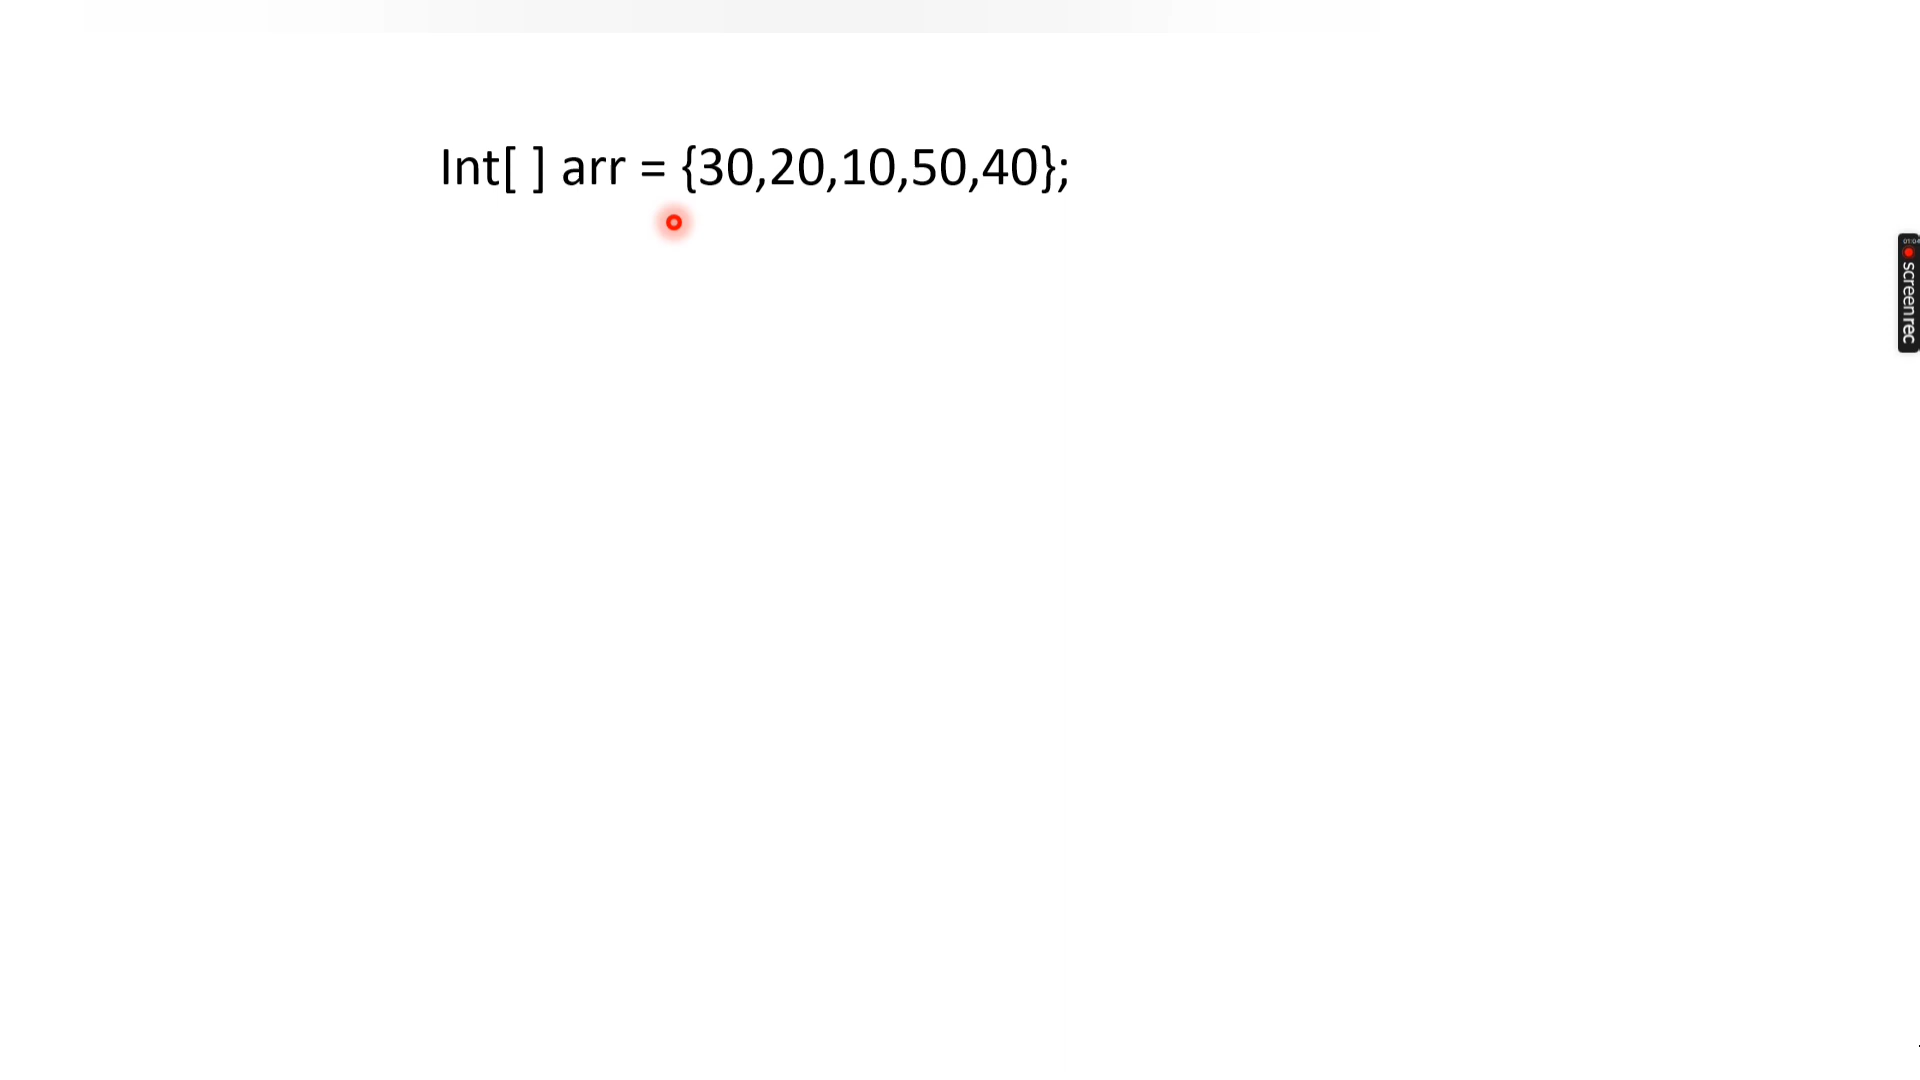 Int[ ] arr = {30,20,10,50,40};
screenrec